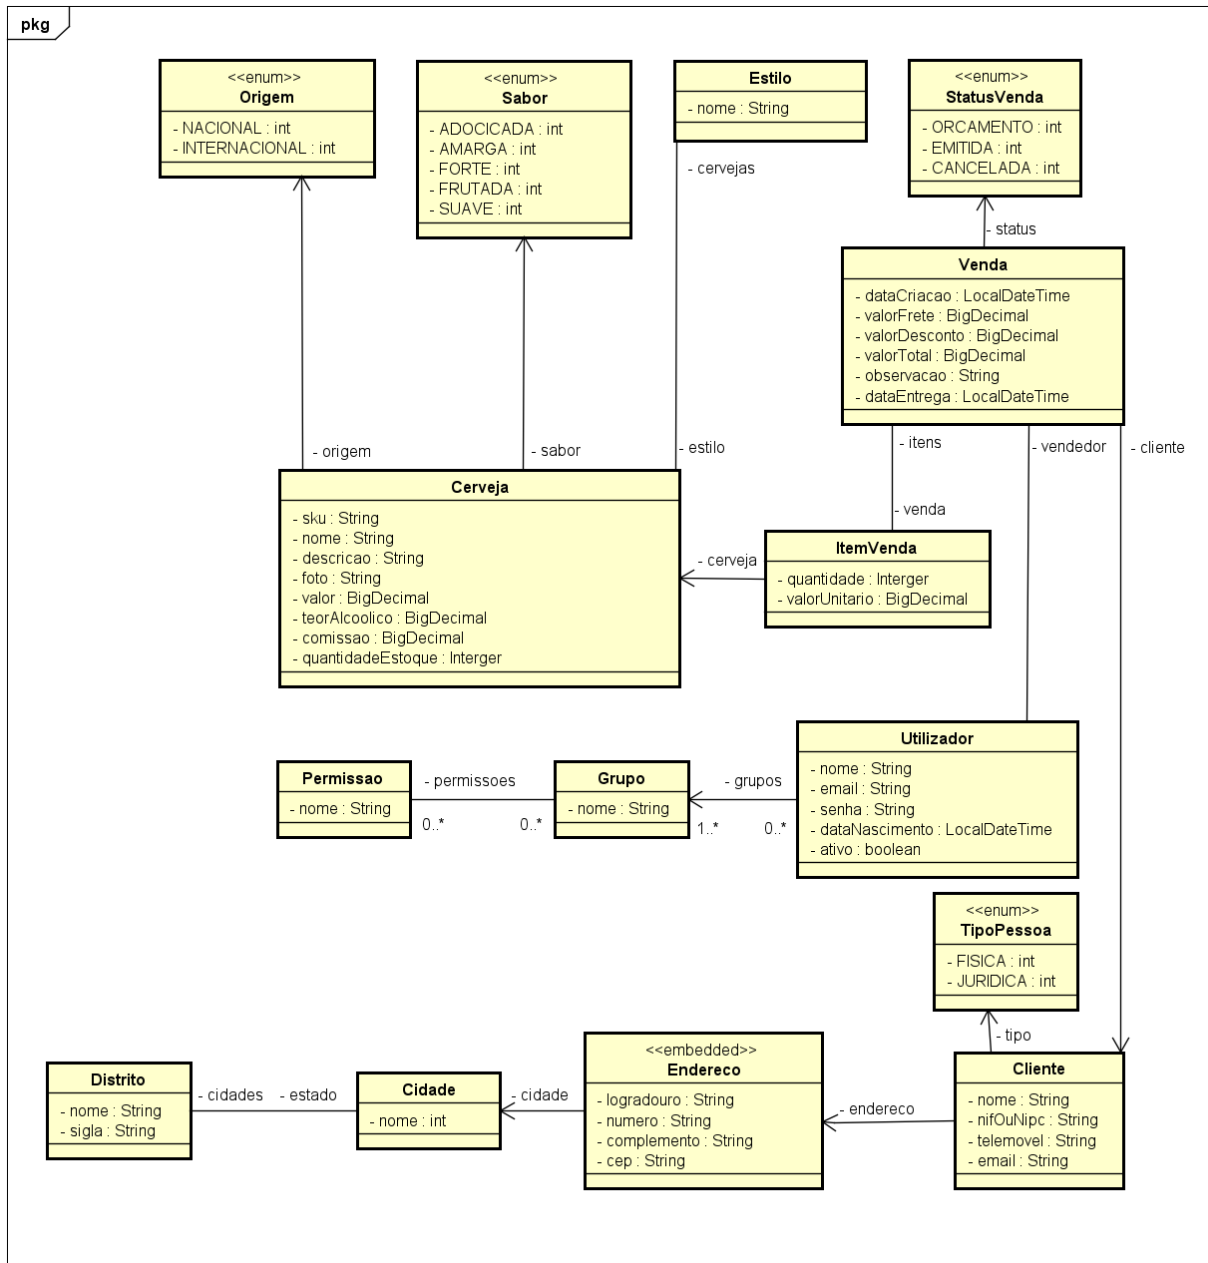 pkg
<<enum>>
Origem
- NACIONAL : int
- INTERNACIONAL : int
<<enum>>
Sabor
- ADOCICADA : int
- AMARGA : int
- FORTE : int
- FRUTADA : int
- SUAVE : int
Estilo
- nome : String
<<enum>>
StatusVenda
- ORCAMENTO : int
- EMITIDA : int
- CANCELADA : int
- cervejas
- status
Venda
- dataCriacao : LocalDateTime
- valorFrete : BigDecimal
- valorDesconto : BigDecimal
- valorTotal : BigDecimal
- observacao : String
- dataEntrega : LocalDateTime
- origem
- sabor
- estilo
- itens
- vendedor
- cliente
Cerveja
- sku : String
- nome : String
- descricao : String
- foto : String
- valor : BigDecimal
- teorAlcoolico : BigDecimal
- comissao : BigDecimal
- quantidadeEstoque : Interger
- venda
- cerveja
ItemVenda
- quantidade : Interger
- valorUnitario : BigDecimal
Permissao
- nome : String
- permissoes
0..*
0..*
Grupo
- nome : String
- grupos
1..*
0..*
Utilizador
- nome : String
- email : String
- senha : String
- dataNascimento : LocalDateTime
- ativo : boolean
<<enum>>
TipoPessoa
- FISICA : int
- JURIDICA : int
- tipo
Distrito
- nome : String
- sigla : String
- cidades
- estado
Cidade
- nome : int
- cidade
<<embedded>>
Endereco
- logradouro : String
- numero : String
- complemento : String
- cep : String
- endereco
Cliente
- nome : String
- nifOuNipc : String
- telemovel : String
- email : String